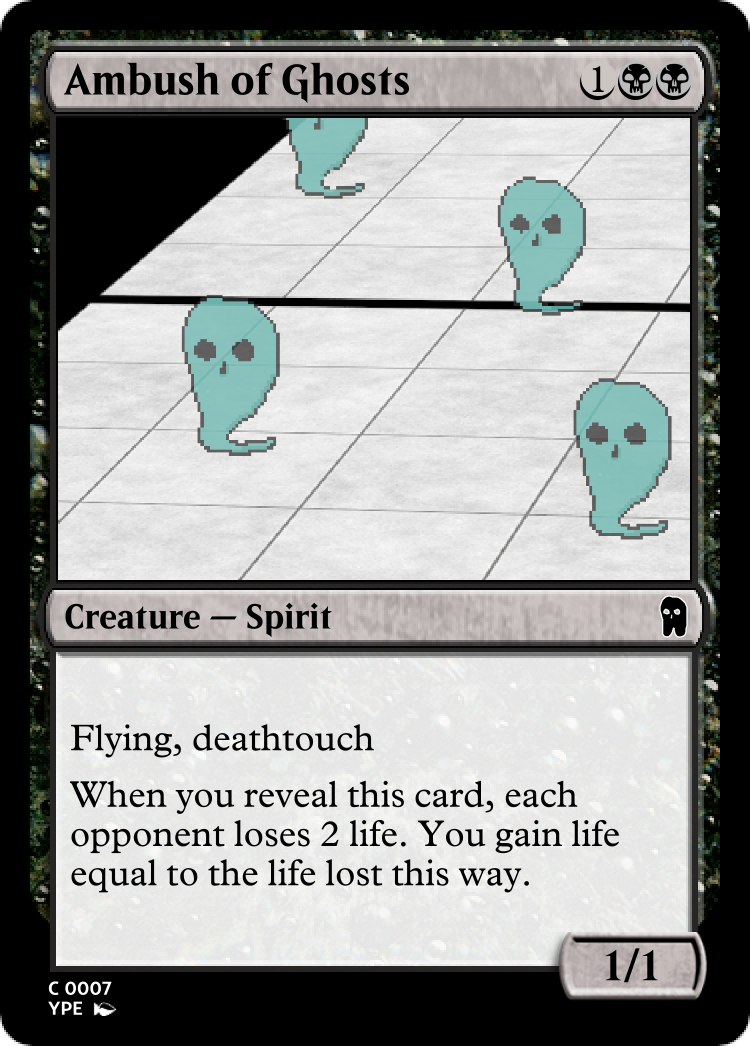 Ambush of Ghosts 1
Creature — Spirit
Flying, deathtouch
When you reveal this card, each
opponent loses 2 life. You gain life
equal to the life lost this way.
1/1
C 0007
YPE